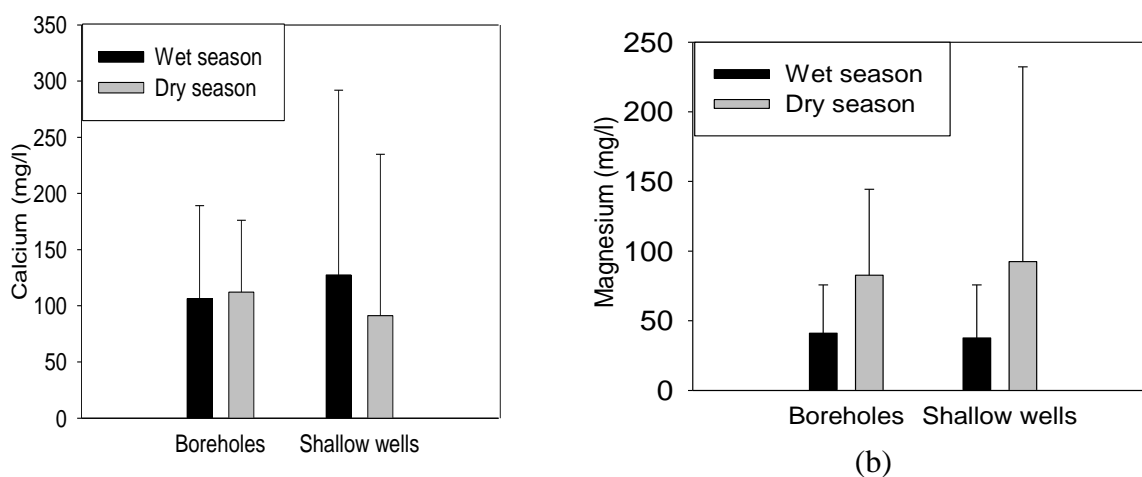 350
300
250
200
150
100
50
0
Calcium (mg/l)
Wet season
Dry season
Boreholes Shallow wells
250
200
150
100
50
0
Magnesium (mg/l)
Wet season
Dry season
Boreholes Shallow wells
(b)